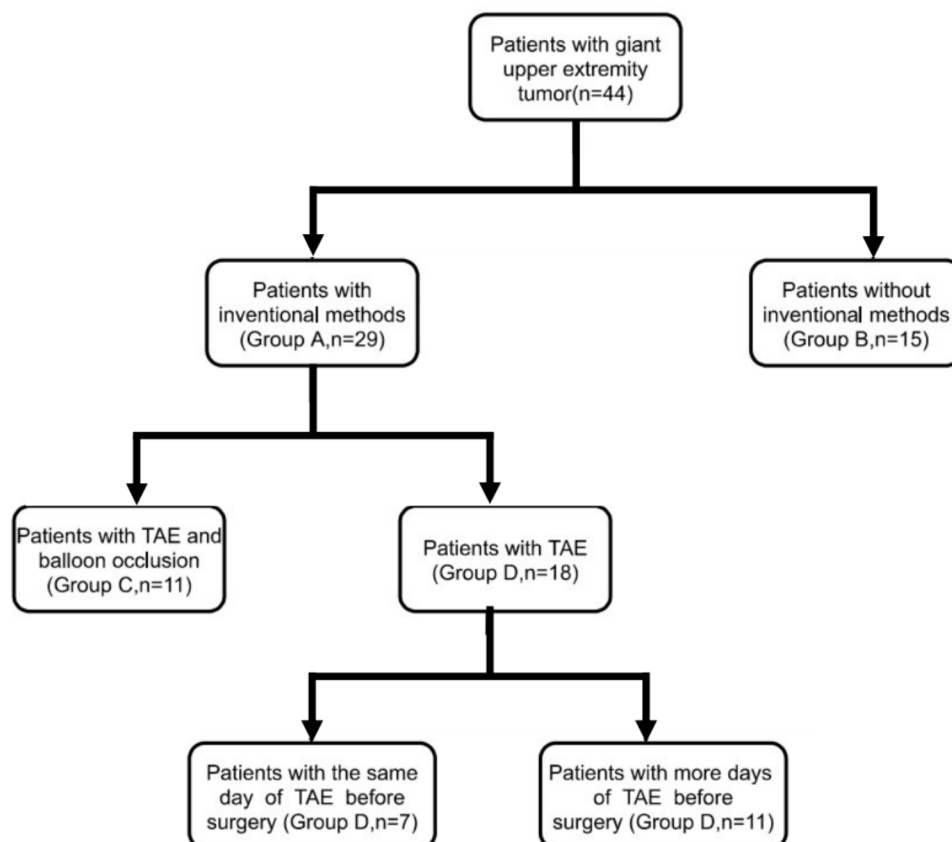 Patients with giant
upper extremity
tumor(n=44)
Patients with
inventional methods
(Group A,n=29)
Patients without
inventional methods
(Group B,n=15)
Patients with TAE and
balloon occlusion
(Group C,n=11)
Patients with TAE
(Group D,n=18)
Patients with the same
day of TAE before
surgery (Group D,n=7)
Patients with more days
of TAE before
surgery (Group D,n=11)